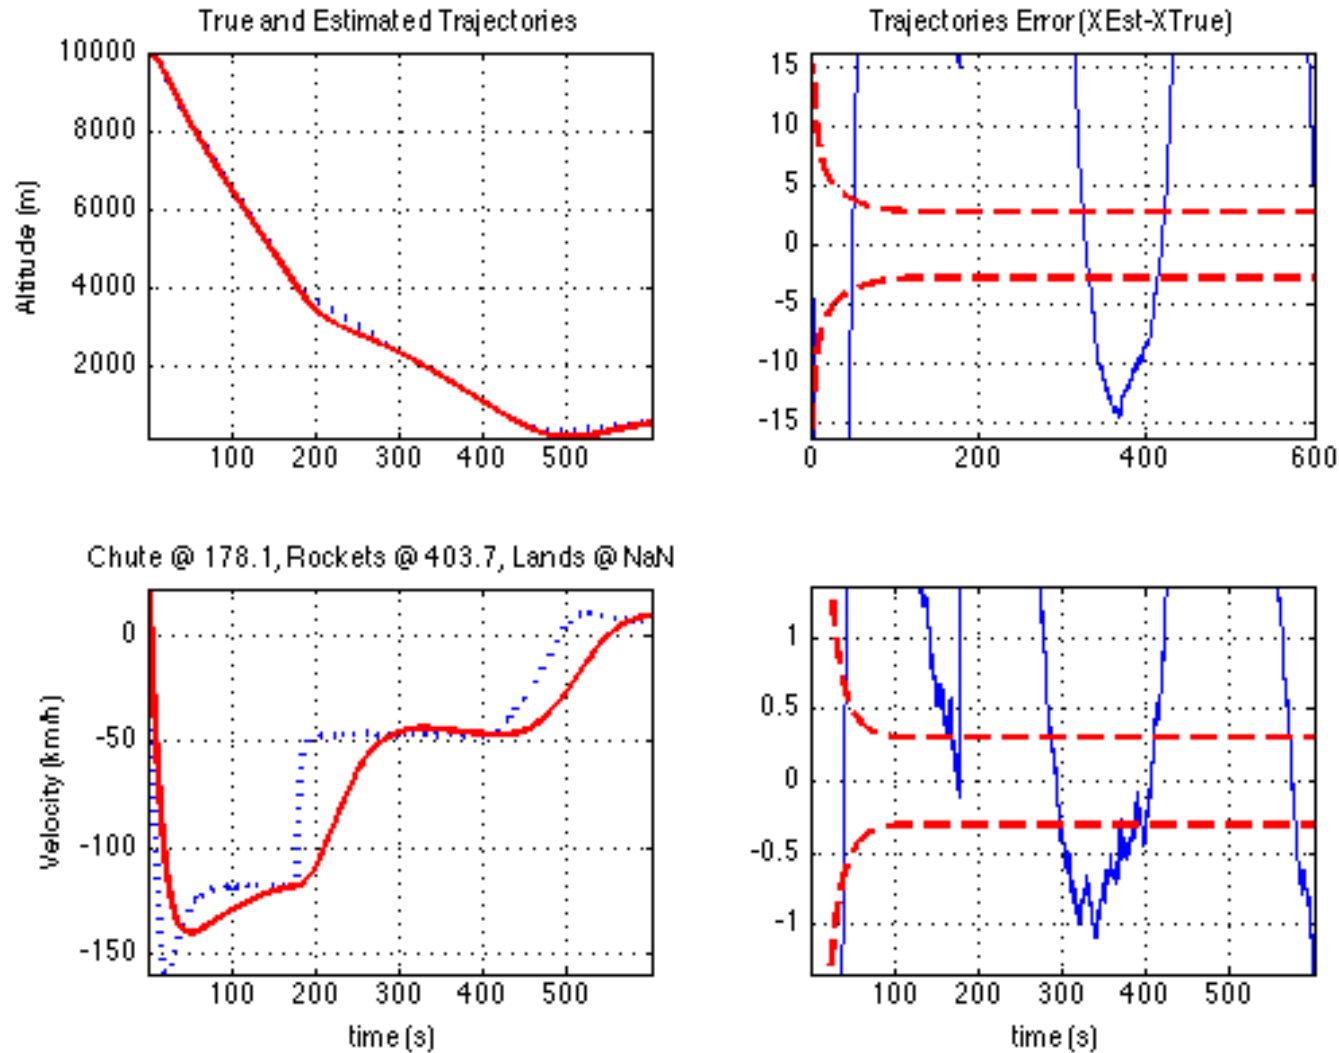 True and Estimated Trajectories
10000
8000
6000
4000
2000
Altitude (m)
100 200 300 400 500
Trajectories Error (XEst-XTrue)
15
10
5
0
-5
-10
-15
0 200 400 600
Chute @ 178.1, Rockets @ 403.7, Lands @ NaN
0
-50
-100
-150
Velocity (km/h)
100 200 300 400 500
time (s)
1
0.5
0
-0.5
-1
100 200 300 400 500
time (s)